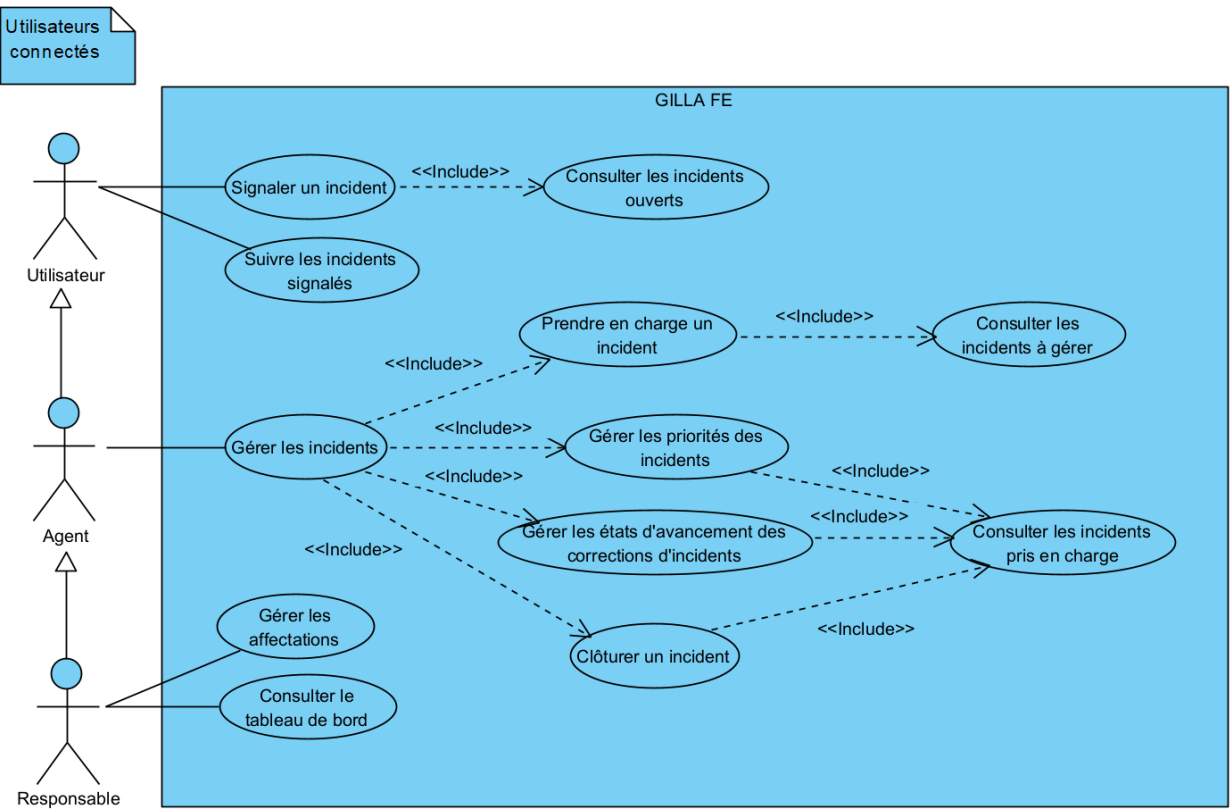 Utilisateurs
connectés
GILLA FE
Signaler un incident
<<Include>>
Consulter les incidents
ouverts
Suivre les incidents
signalés
Utilisateur
Prendre en charge un
incident
<<Include>>
Consulter les
incidents à gérer
<<Include>>
Gérer les incidents
<<Include>>
Gérer les priorités des
incidents
<<Include>>
<<Include>>
Gérer les états d'avancement des
corrections d'incidents
<<Include>>
Consulter les incidents
pris en charge
Agent
<<Include>>
Clôturer un incident
<<Include>>
Gérer les
affectations
Consulter le
tableau de bord
Responsable